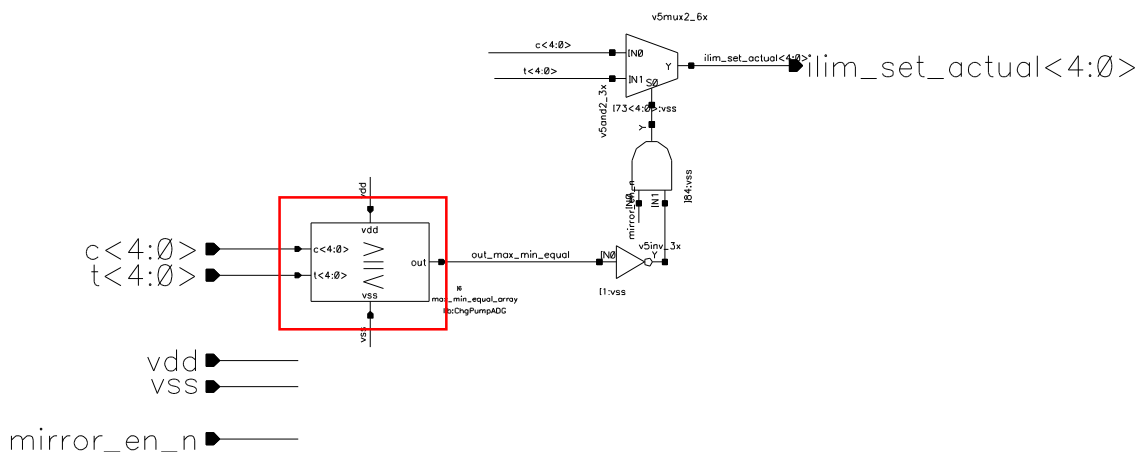 v5mux2_6x
c<4:0>
IN0
Y
ilim_set_actual<4:0>
ilim_set_actual<4:0>
t<4:0>
IN1
S0
v5and2_3x
I73<4:0>:vss
Y
I84:vss
IN0
IN1
mirror_en_n
vdd
vdd
c<4:0>
c<4:0>
t<4:0>
t<4:0>
out
out_max_min_equal
IN0
v5inv_3x
Y
vss
I6
max_min_equal_array
lib:ChgPumpADG
I1:vss
vss
vdd
vss
mirror_en_n